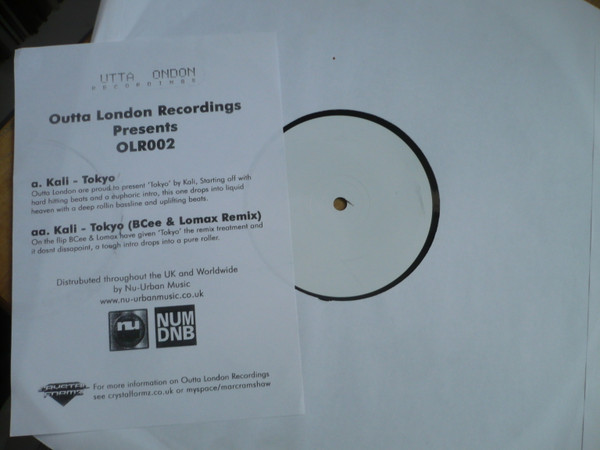 UTTA ONDON
RECORDINGS
Outta London Recordings
Presents
OLR002
a. Kali - Tokyo
Outta London are proud to present "Tokyo" by Kali, Starting off with
hard hitting beats and a euphoric intro, this one drops into liquid
heaven with a deep rollin bassline and uplifting beats.
aa. Kali - Tokyo (BCee & Lomax Remix)
On the flip BCee & Lomax have given "Tokyo" the remix treatment and
it dosnt dissapoint, a tough intro drops into a pure roller.
Distrubuted throughout the UK and Worldwide
by Nu-Urban Music
www.nu-urbanmusic.co.uk
nu
NUM
DNB
For more information on Outta London Recordings
see crystalformz.co.uk or myspace/marcramshaw